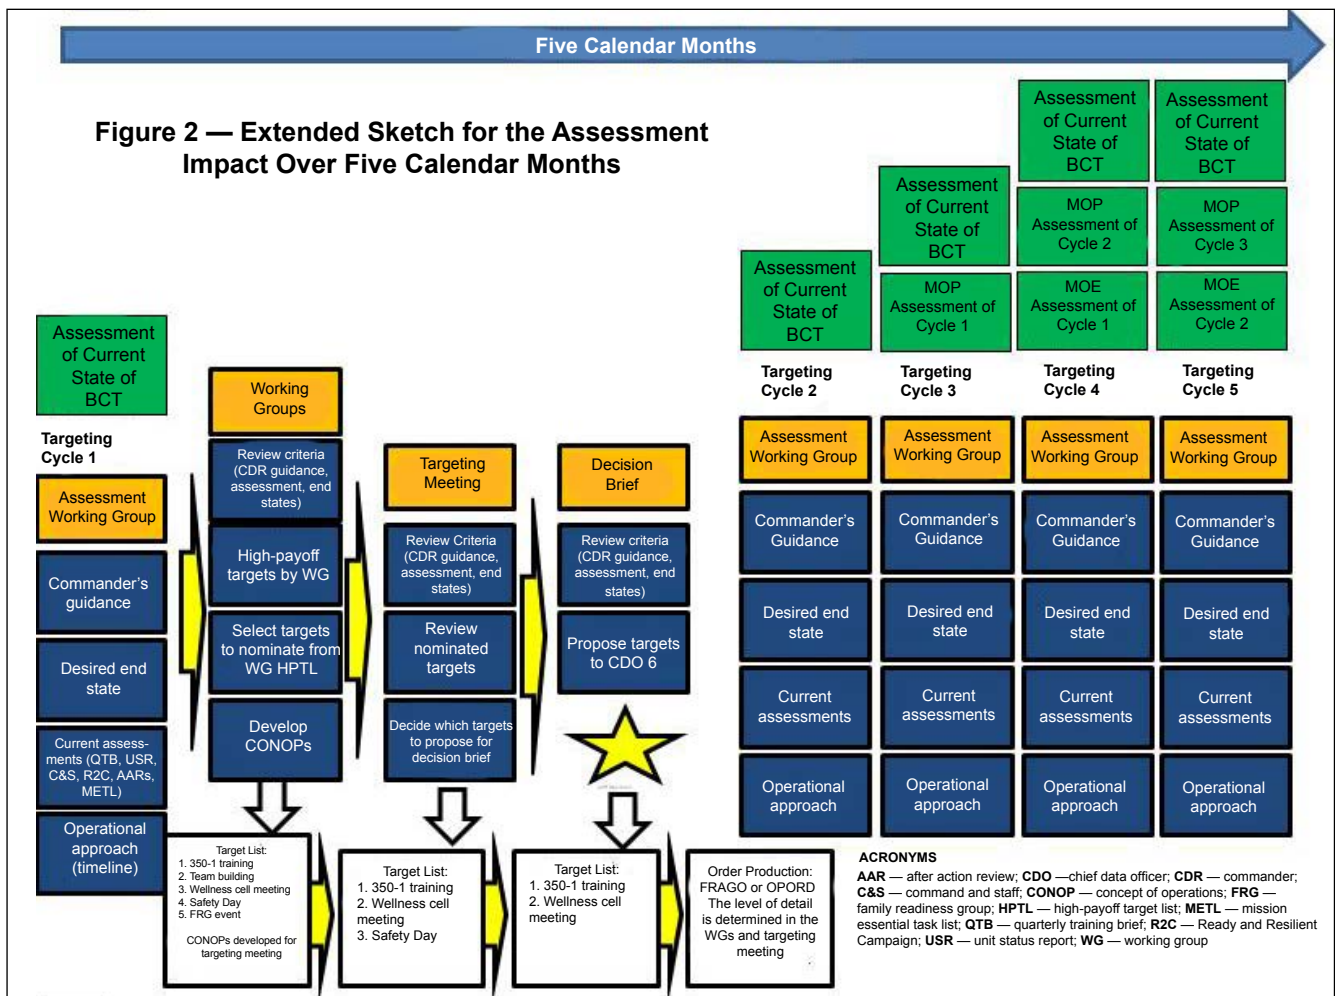 Five Calendar Months
Figure 2 — Extended Sketch for the Assessment
Impact Over Five Calendar Months
Assessment
of Current
State of
BCT
Targeting
Cycle 1
Assessment
Working Group
Commander's
guidance
Desired end
state
Current assess-
ments (QTB, USR,
C&S, R2C, AARs,
METL)
Operational
approach
(timeline)
Working
Groups
Review criteria
(CDR guidance,
assessment, end
states)
High-payoff
targets by WG
Select targets
to nominate from
WG HPTL
Develop
CONOPs
Target List:
1. 350-1 training
2. Team building
3. Wellness cell meeting
4. Safety Day
5. FRG event
CONOPs developed for
targeting meeting
Targeting
Meeting
Review Criteria
(CDR guidance,
assessment, end
states)
Review
nominated
targets
Decide which targets
to propose for
decision brief
Target List:
1. 350-1 training
2. Wellness cell
meeting
3. Safety Day
Decision
Brief
Review criteria
(CDR guidance,
assessment, end
states)
Propose targets
to CDO 6
Target List:
1. 350-1 training
2. Wellness cell
meeting
Order Production:
FRAGO or OPORD
The level of detail
is determined in the
WGs and targeting
meeting
Assessment
of Current
State of
BCT
Targeting
Cycle 2
Assessment
Working Group
Commander's
Guidance
Desired end
state
Current
assessments
Operational
approach
Assessment
of Current
State of
BCT
MOP
Assessment of
Cycle 1
Targeting
Cycle 3
Assessment
Working Group
Commander's
Guidance
Desired end
state
Current
assessments
Operational
approach
Assessment
of Current
State of
BCT
MOP
Assessment of
Cycle 2
MOE
Assessment of
Cycle 1
Targeting
Cycle 4
Assessment
Working Group
Commander's
Guidance
Desired end
state
Current
assessments
Operational
approach
Assessment
of Current
State of
BCT
MOP
Assessment of
Cycle 3
MOE
Assessment of
Cycle 2
Targeting
Cycle 5
Assessment
Working Group
Commander's
Guidance
Desired end
state
Current
assessments
Operational
approach
ACRONYMS
AAR — after action review; CDO —chief data officer; CDR — commander;
C&S — command and staff; CONOP — concept of operations; FRG —
family readiness group; HPTL — high-payoff target list; METL — mission
essential task list; QTB — quarterly training brief; R2C — Ready and Resilient
Campaign; USR — unit status report; WG — working group